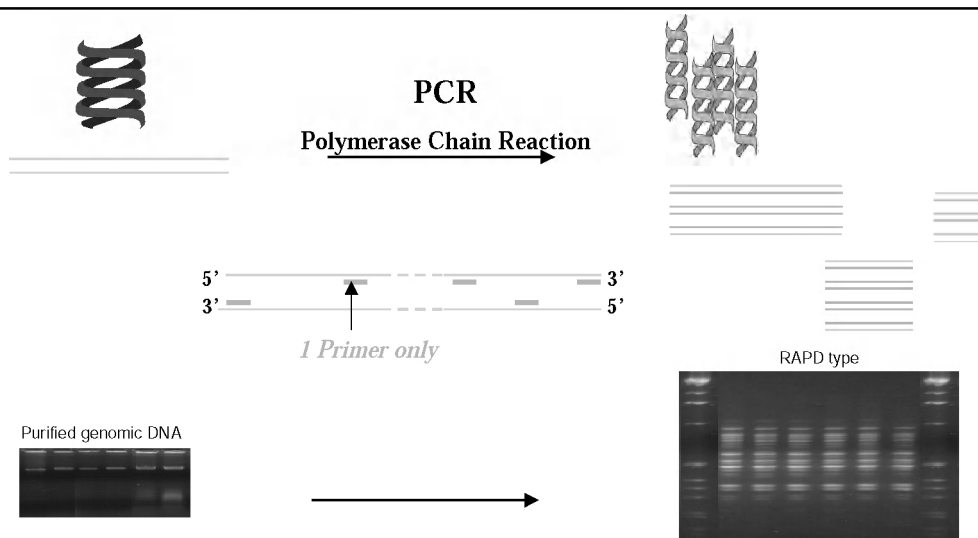 PCR
Polymerase Chain Reaction
5’ 3’
3’ 5’
1 Primer only
RAPD type
Purified genomic DNA